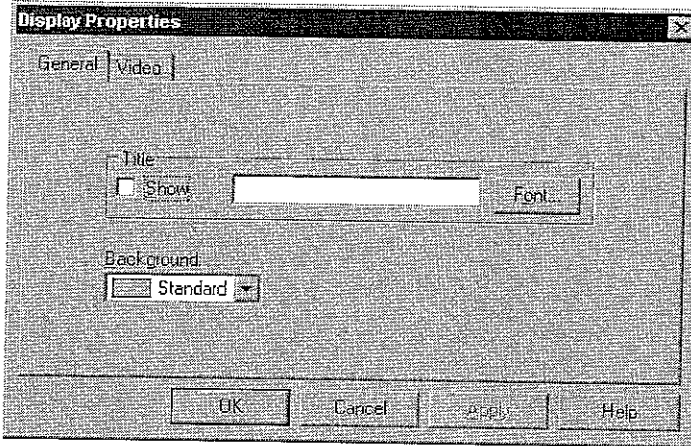 Display Properties
General Video
Title
Show Font...
Background:
Standard
OK Cancel Apply Help